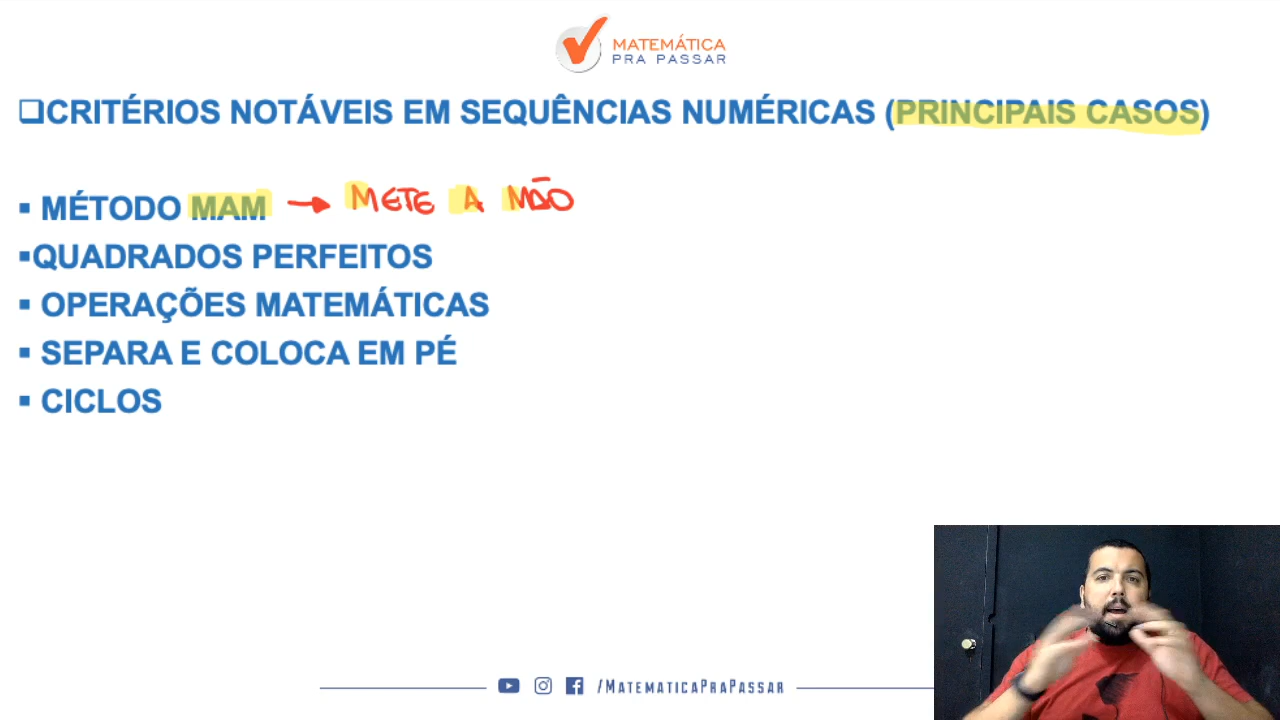 MATEMÁTICA
PRA PASSAR
❑CRITÉRIOS NOTÁVEIS EM SEQUÊNCIAS NUMÉRICAS (PRINCIPAIS CASOS)
▪ MÉTODO MAM → METE A MÃO
▪QUADRADOS PERFEITOS
▪ OPERAÇÕES MATEMÁTICAS
▪ SEPARA E COLOCA EM PÉ
▪ CICLOS
/MATEMATICAPRAPASSAR